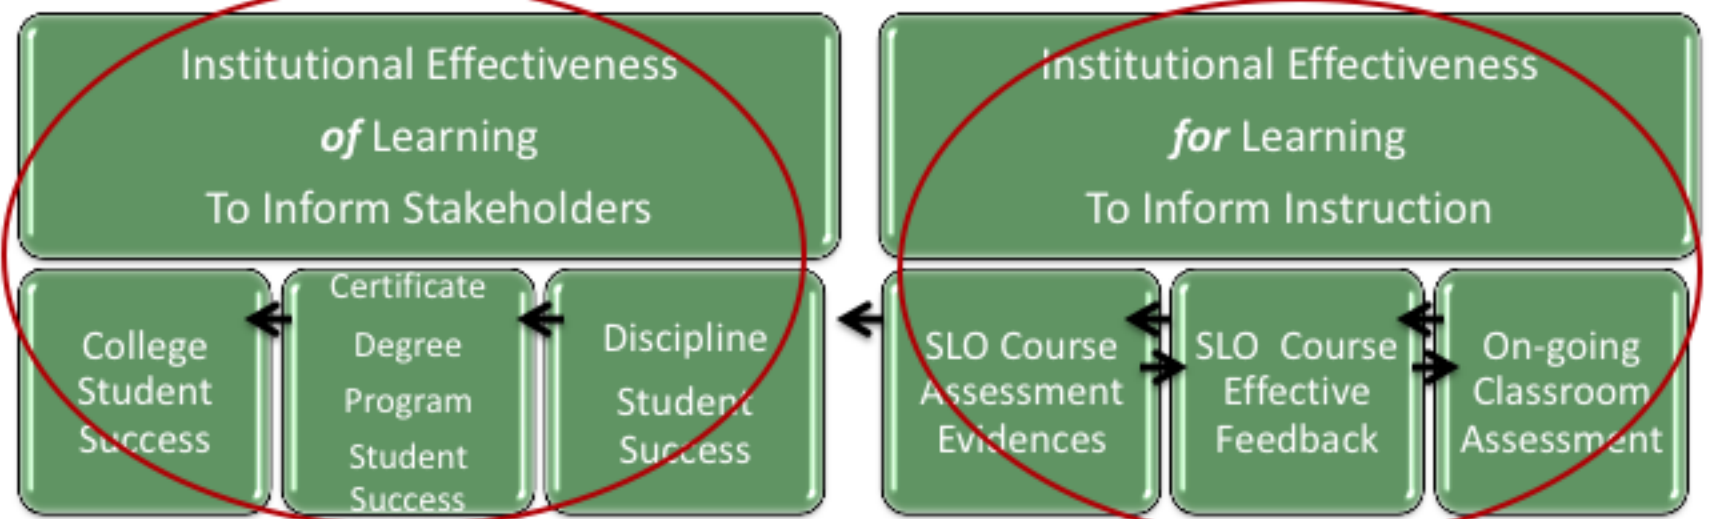 Institutional Effectiveness
of Learning
To Inform Stakeholders
Institutional Effectiveness
for Learning
To Inform Instruction
College
Student
Success
Certificate
Degree
Program
Student
Success
Discipline
Student
Success
SLO Course
Assessment
Evidences
SLO Course
Effective
Feedback
On-going
Classroom
Assessment